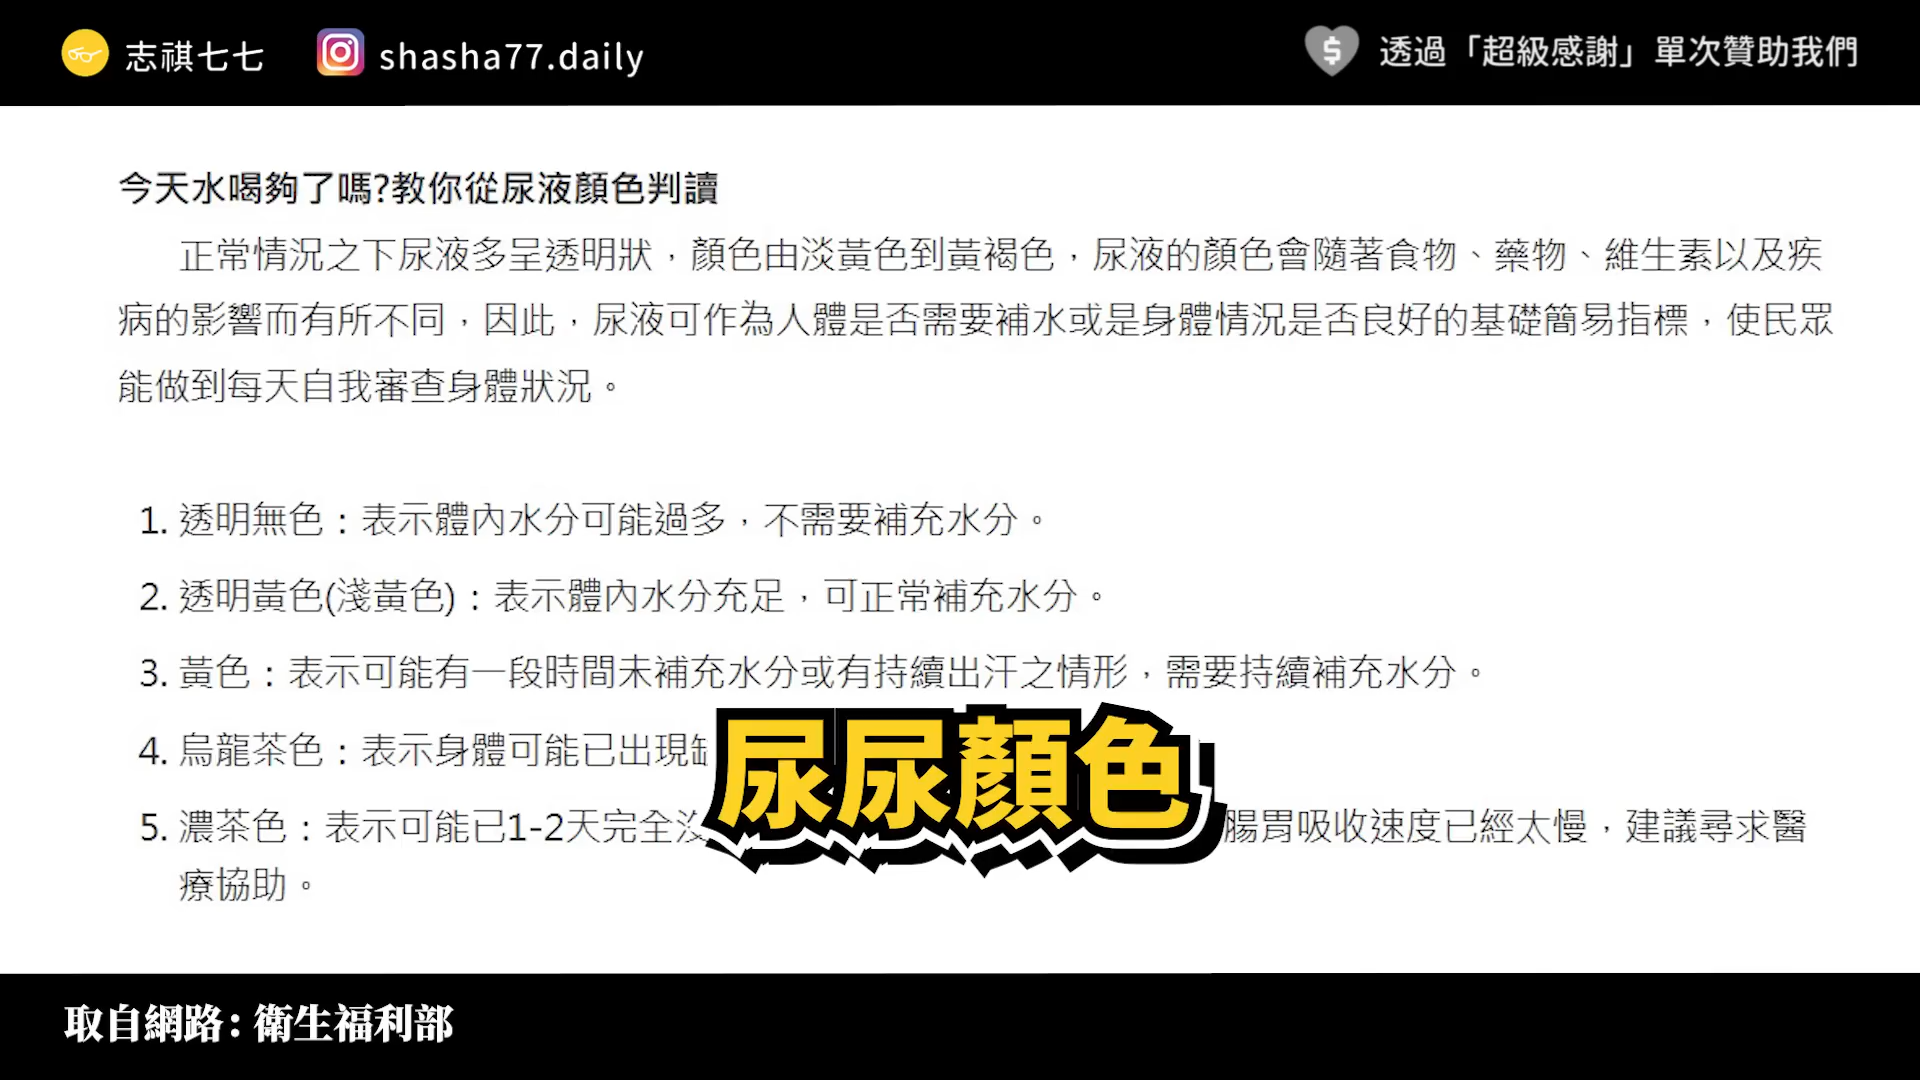 志祺七七
shasha77.daily
透過「超級感謝」單次贊助我們
今天水喝夠了嗎?教你從尿液顏色判讀
正常情況之下尿液多呈透明狀，顏色由淡黃色到黃褐色，尿液的顏色會隨著食物、藥物、維生素以及疾
病的影響而有所不同，因此，尿液可作為人體是否需要補水或是身體情況是否良好的基礎簡易指標，使民眾
能做到每天自我審查身體狀況。
1. 透明無色：表示體內水分可能過多，不需要補充水分。
2. 透明黃色(淺黃色)：表示體內水分充足，可正常補充水分。
3. 黃色：表示可能有一段時間未補充水分或有持續出汗之情形，需要持續補充水分。
4. 烏龍茶色：表示身體可能已出現
尿尿顏色
5. 濃茶色：表示可能已1-2天完全
腸胃吸收速度已經太慢，建議尋求醫
療協助。
取自網路：衛生福利部